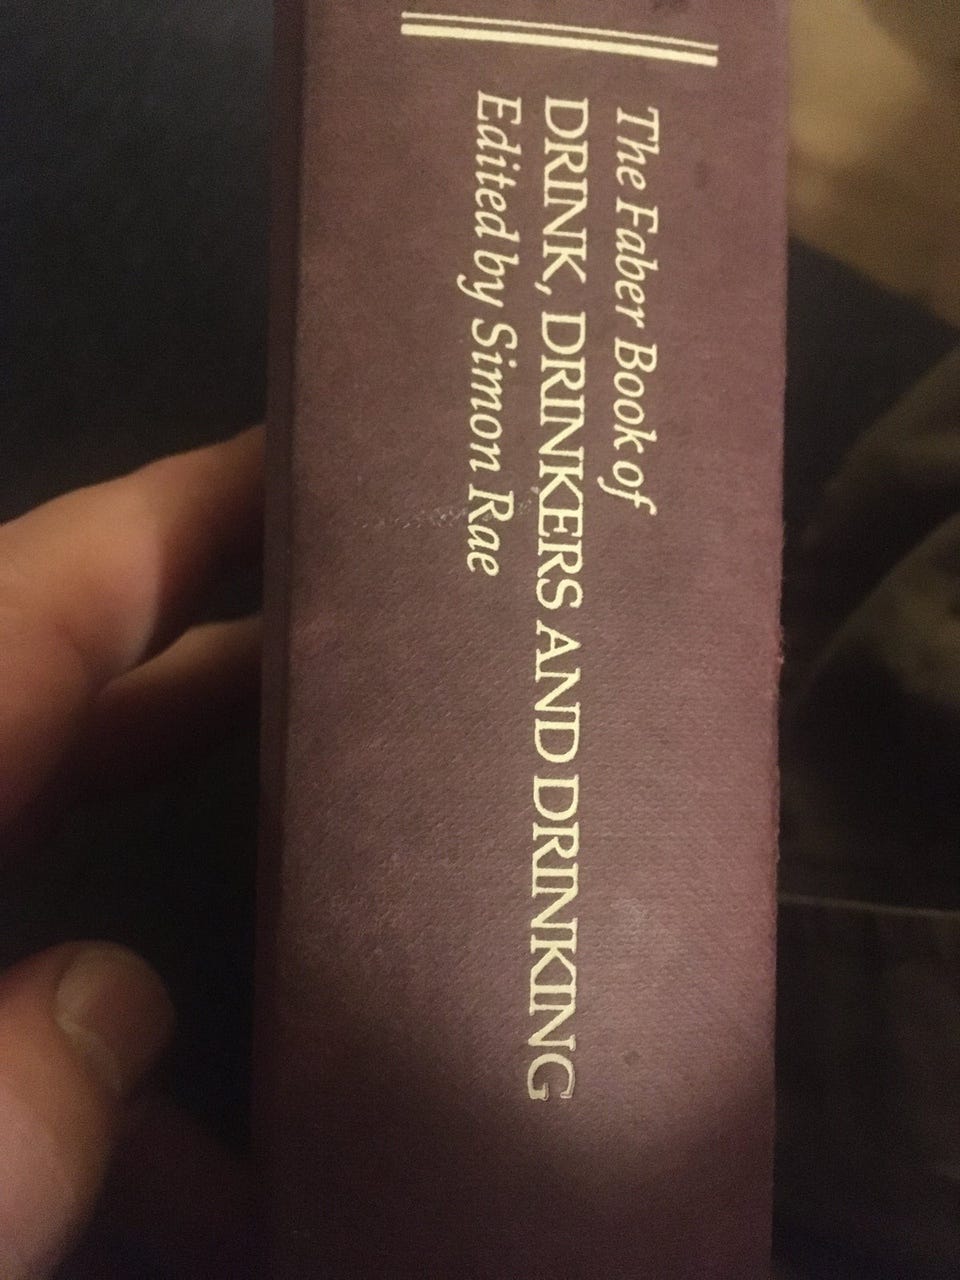 The Faber Book of
DRINK, DRINKERS AND DRINKING
Edited by Simon Rae